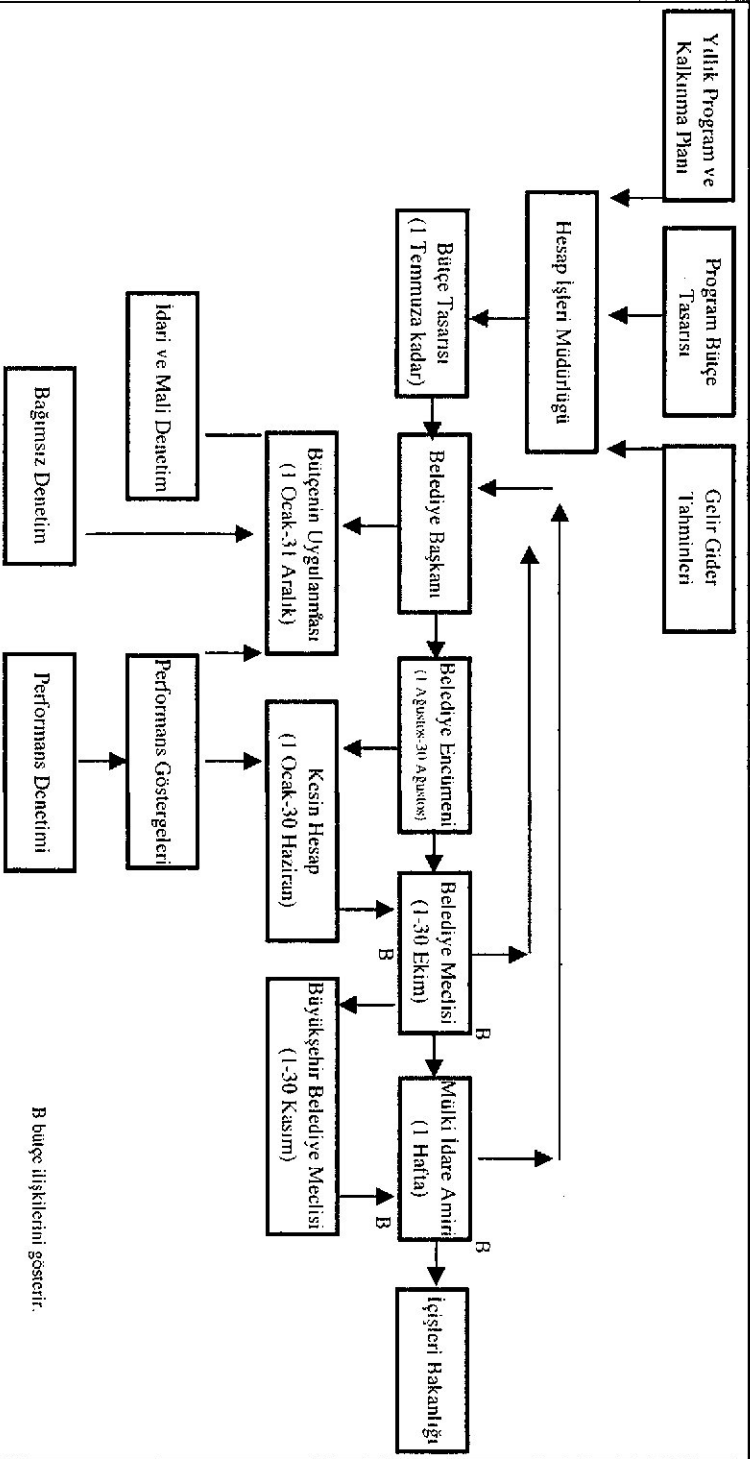 Yıllık Program ve
Kalkınma Planı
Program Bütçe
Tasarısı
Gelir Gider
Tahminleri
Hesap İşleri Müdürlüğü
Bütçe Tasarısı
(1 Temmuza kadar)
Belediye Başkanı
Belediye Encümeni
(1 Ağustos-30 Ağustos)
Belediye Meclisi
(1-30 Ekim)
B
B
Mülki İdare Amiri
(1 Hafta)
B
B
İçişleri Bakanlığı
Bütçenin Uygulanması
(1 Ocak-31 Aralık)
Kesin Hesap
(1 Ocak-30 Haziran)
Büyükşehir Belediye Meclisi
(1-30 Kasım)
İdari ve Mali Denetim
Performans Göstergeleri
Bağımsız Denetim
Performans Denetimi
B bütçe ilişkilerini gösterir.